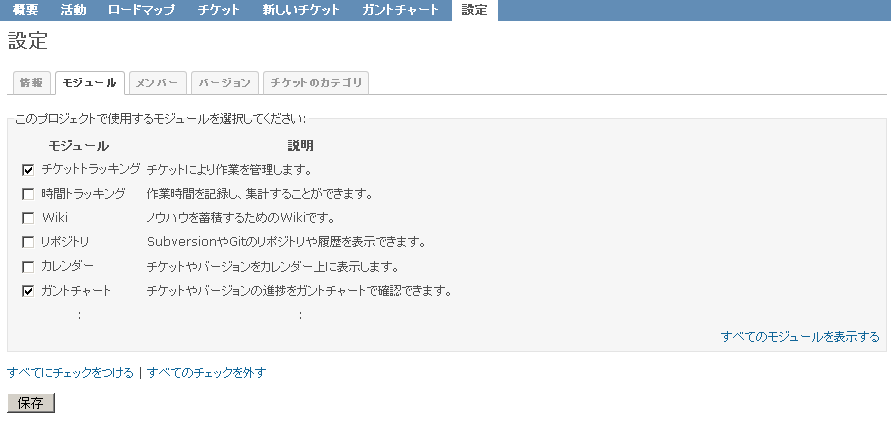 概要 活動 ロードマップ チケット 新しいチケット ガントチャート 設定
設定
情報 モジュール メンバー バージョン チケットのカテゴリ
このプロジェクトで使用するモジュールを選択してください:
モジュール 説明
チケットトラッキング チケットにより作業を管理します。
時間トラッキング 作業時間を記録し、集計することができます。
Wiki ノウハウを蓄積するためのWikiです。
リポジトリ SubversionやGitのリポジトリや履歴を表示できます。
カレンダー チケットやバージョンをカレンダー上に表示します。
ガントチャート チケットやバージョンの進捗をガントチャートで確認できます。
: :
すべてのモジュールを表示する
すべてにチェックをつける | すべてのチェックを外す
保存